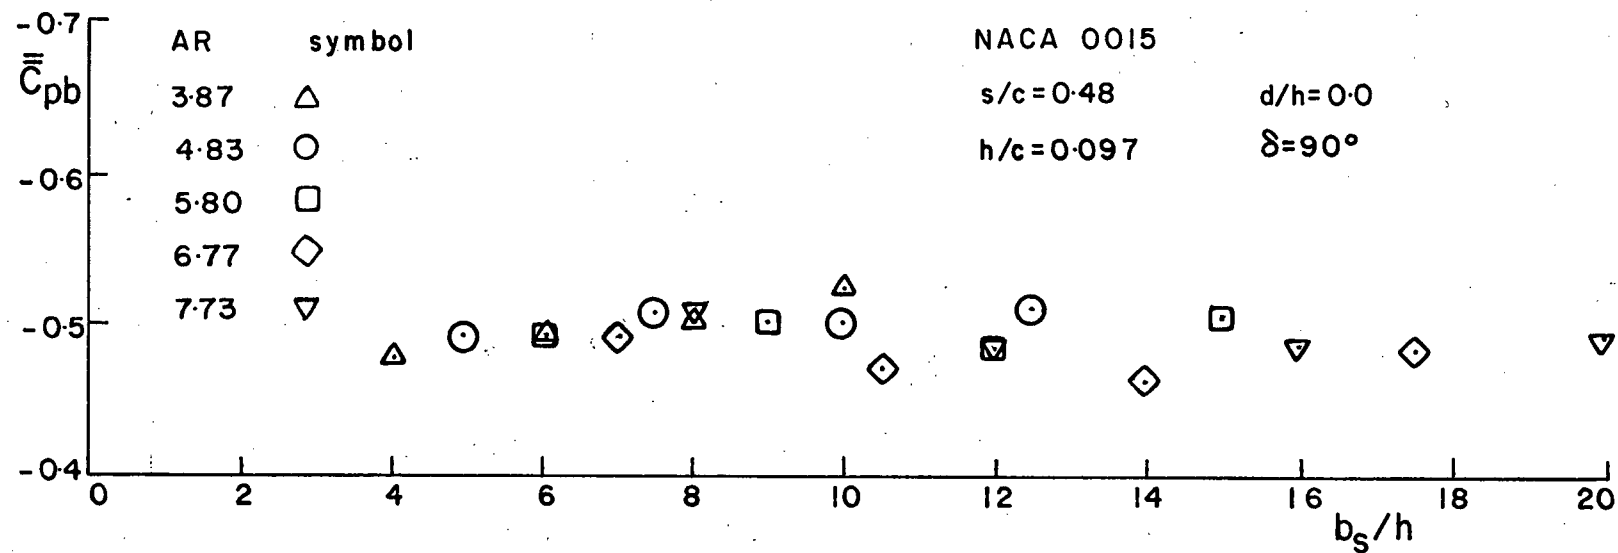 -0·7
C̿pb
-0·6
-0·5
-0·4
AR symbol
3·87
4·83
5·80
6·77
7·73
NACA 0015
s/c=0·48 d/h=0·0
h/c=0·097 δ=90°
0 2 4 6 8 10 12 14 16 18 20
bs/h